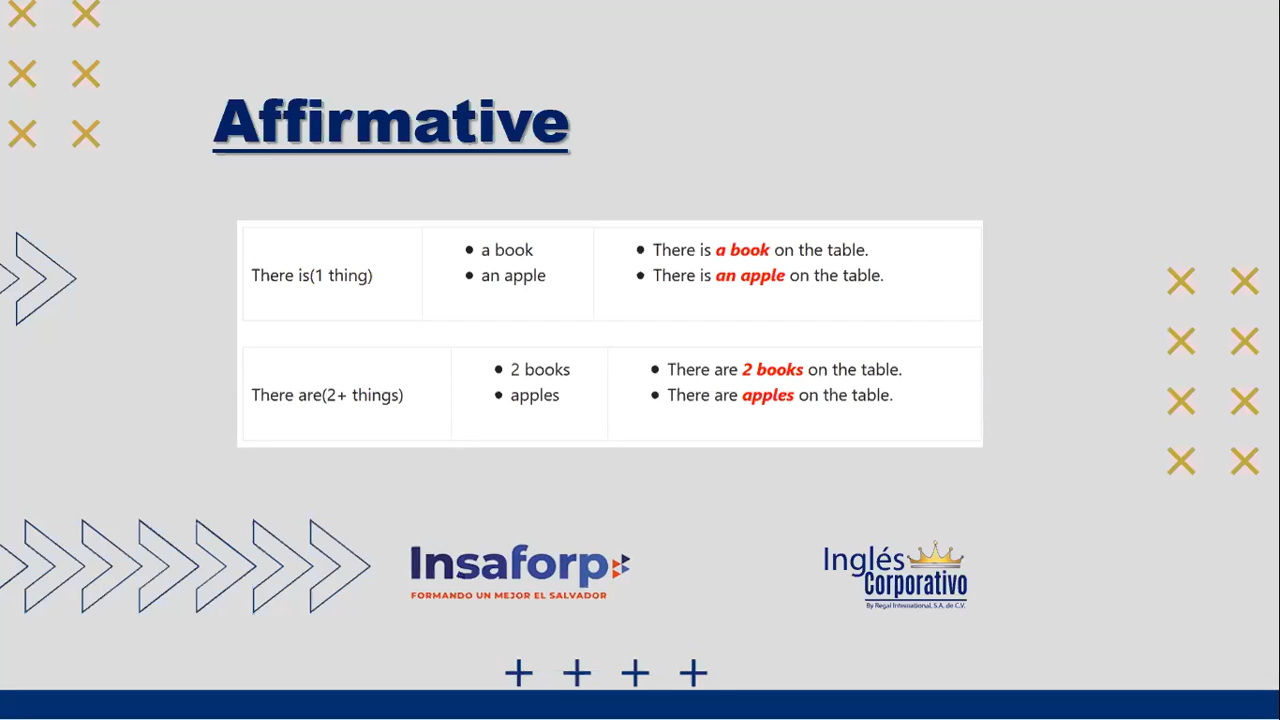 Affirmative
There is(1 thing)
• a book
• an apple
• There is a book on the table.
• There is an apple on the table.
There are(2+ things)
• 2 books
• apples
• There are 2 books on the table.
• There are apples on the table.
Insaforp
FORMANDO UN MEJOR EL SALVADOR
Inglés
Corporativo
By Regal International, S.A. de C.V.